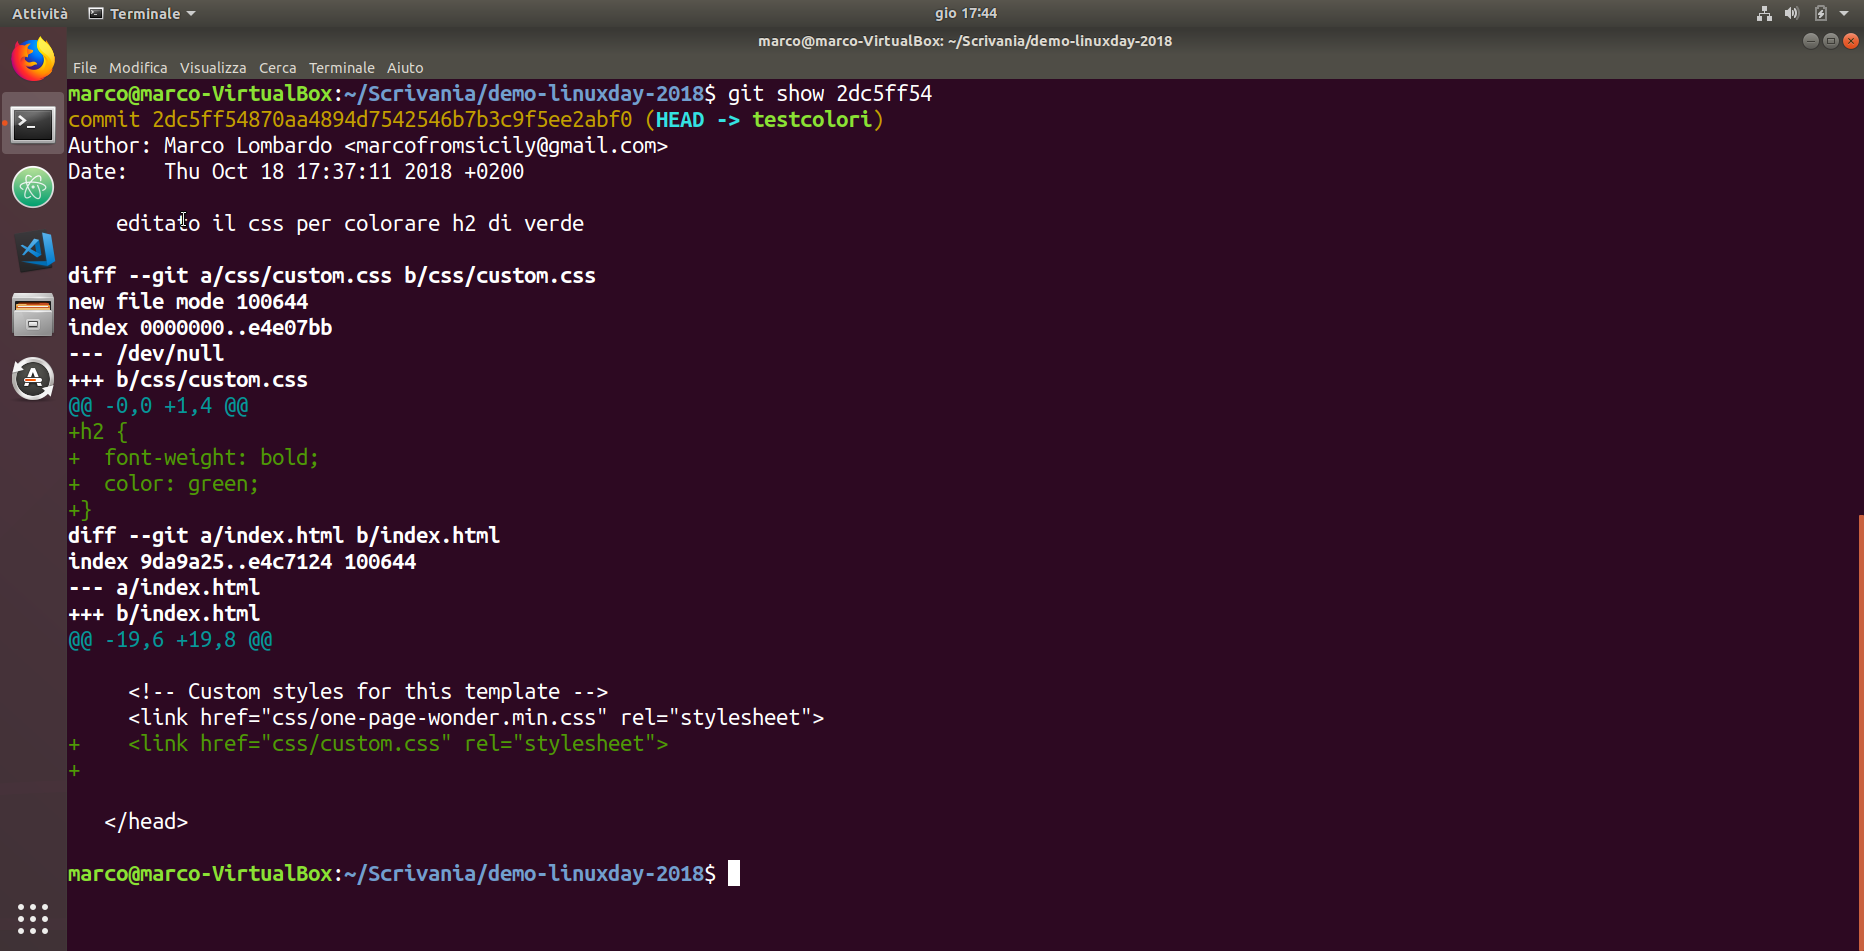 Attività Terminale gio 17:44
marco@marco-VirtualBox: ~/Scrivania/demo-linuxday-2018
File Modifica Visualizza Cerca Terminale Aiuto
marco@marco-VirtualBox:~/Scrivania/demo-linuxday-2018$ git show 2dc5ff54
commit 2dc5ff54870aa4894d7542546b7b3c9f5ee2abf0 (HEAD -> testcolori)
Author: Marco Lombardo <marcofromsicily@gmail.com>
Date:   Thu Oct 18 17:37:11 2018 +0200
    editato il css per colorare h2 di verde
diff --git a/css/custom.css b/css/custom.css
new file mode 100644
index 0000000..e4e07bb
--- /dev/null
+++ b/css/custom.css
@@ -0,0 +1,4 @@
+h2 {
+  font-weight: bold;
+  color: green;
+}
diff --git a/index.html b/index.html
index 9da9a25..e4c7124 100644
--- a/index.html
+++ b/index.html
@@ -19,6 +19,8 @@
     <!-- Custom styles for this template -->
     <link href="css/one-page-wonder.min.css" rel="stylesheet">
+    <link href="css/custom.css" rel="stylesheet">
+
   </head>
marco@marco-VirtualBox:~/Scrivania/demo-linuxday-2018$